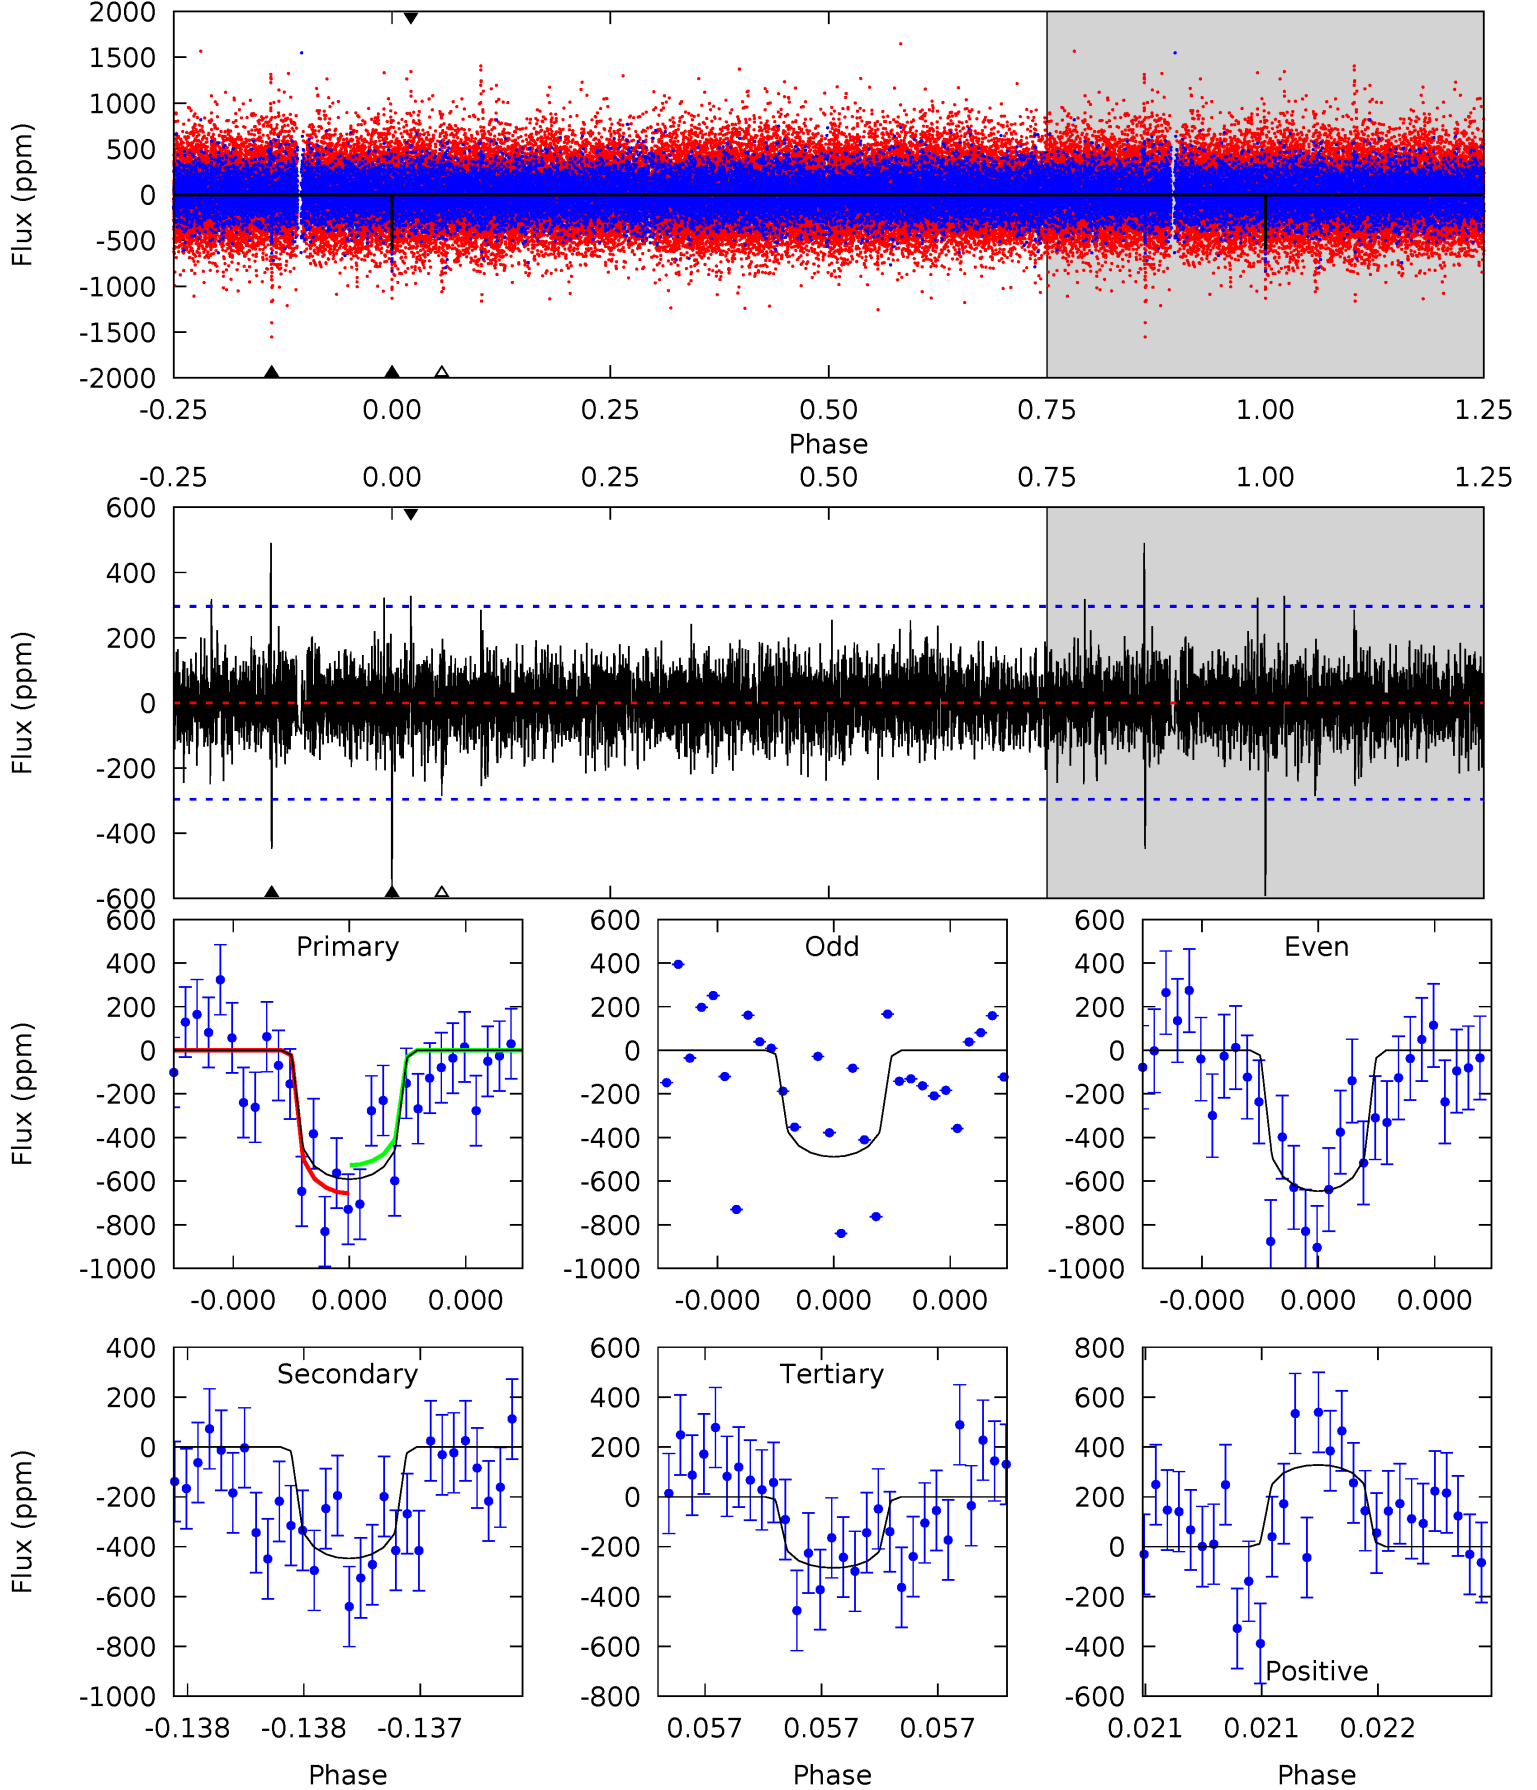 2000
1500
1000
500
0
-500
-1000
-1500
-2000
Flux (ppm)
-0.25 0.00 0.25 0.50 0.75 1.00 1.25
Phase
-0.25 0.00 0.25 0.50 0.75 1.00 1.25
600
400
200
0
-200
-400
-600
Flux (ppm)
Primary Odd Even
600 600 600
400 400 400
200 200 200
0 0 0
-200 -200 -200
-400 -400 -400
-600 -600 -600
-800 -800 -800
-1000 -1000 -1000
Flux (ppm)
-0.000 0.000 0.000 -0.000 0.000 0.000 -0.000 0.000 0.000
Secondary Tertiary
400 600 800
200 400 600
0 200 400
-200 0 200
-400 -200 0
-600 -400 -200
-800 -600 -400
-1000 -800 -600
Positive
Flux (ppm)
-0.138 -0.138 -0.137 0.057 0.057 0.057 0.021 0.021 0.022
Phase Phase Phase